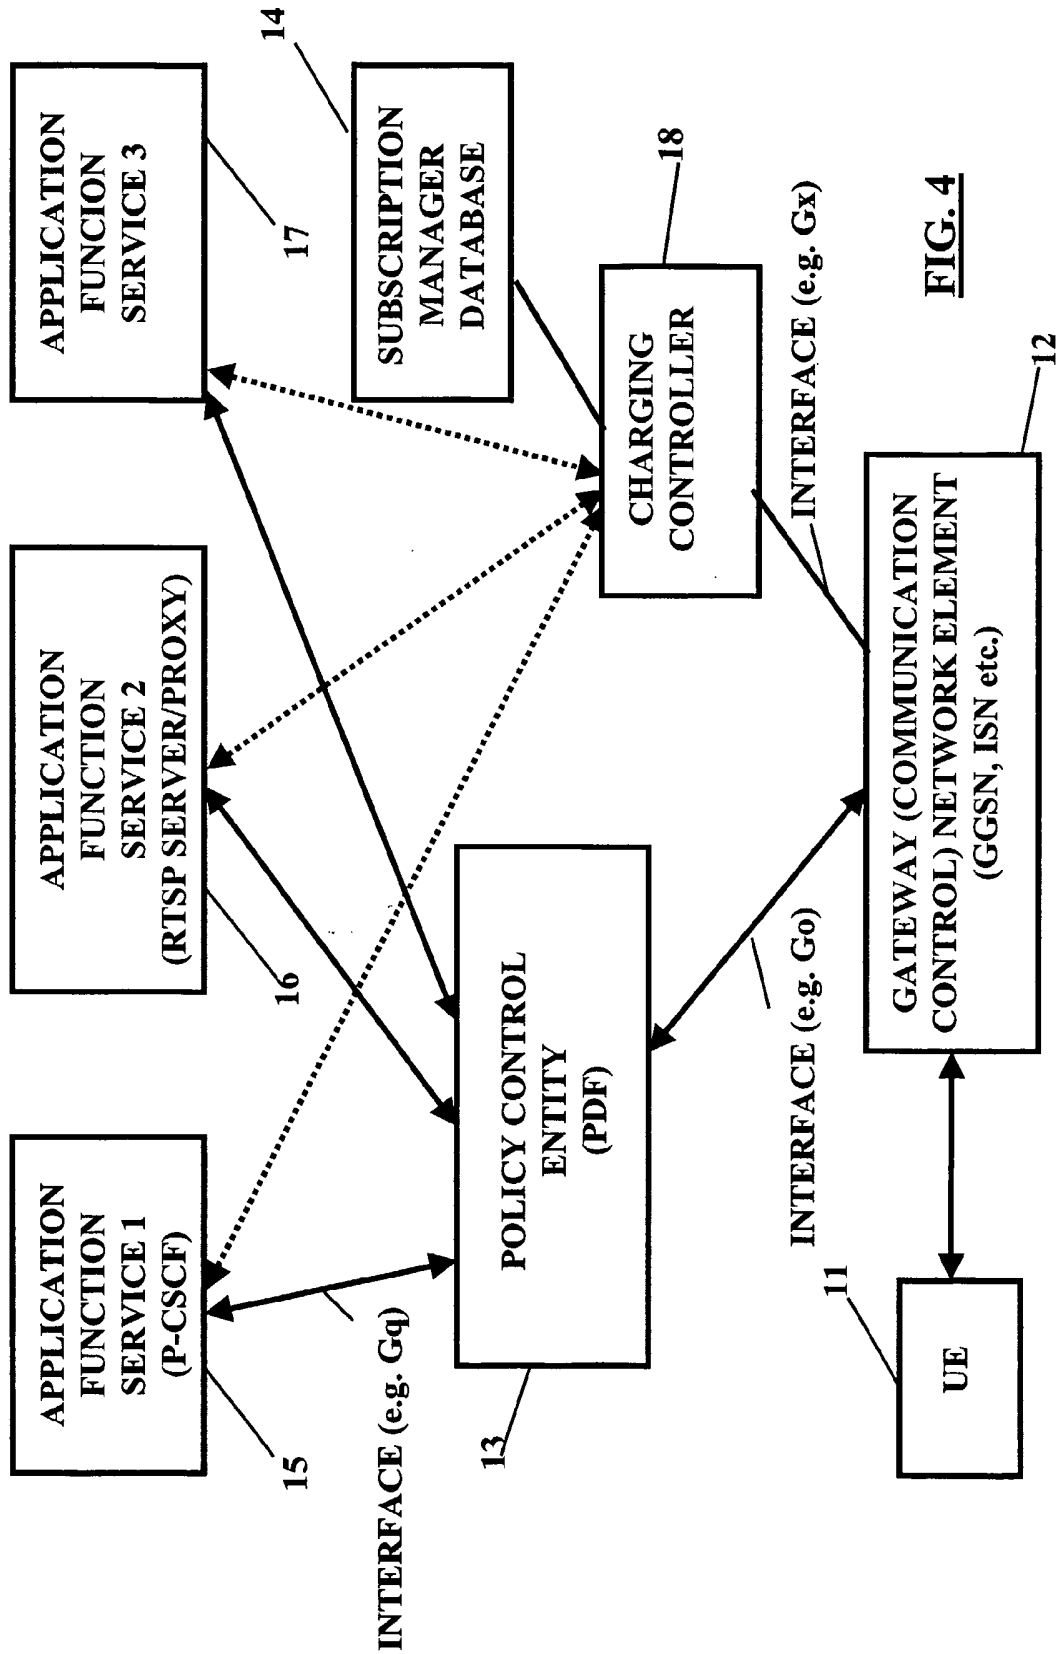 APPLICATION
FUNCTION
SERVICE 1
(P-CSCF)
15
APPLICATION
FUNCTION
SERVICE 2
(RTSP SERVER/PROXY)
16
APPLICATION
FUNCION
SERVICE 3
17
14
SUBSCRIPTION
MANAGER
DATABASE
INTERFACE (e.g. Gq)
POLICY CONTROL
ENTITY
(PDF)
13
CHARGING
CONTROLLER
18
INTERFACE (e.g. Go)
INTERFACE (e.g. Gx)
11
UE
GATEWAY (COMMUNICATION
CONTROL) NETWORK ELEMENT
(GGSN, ISN etc.)
12
FIG. 4